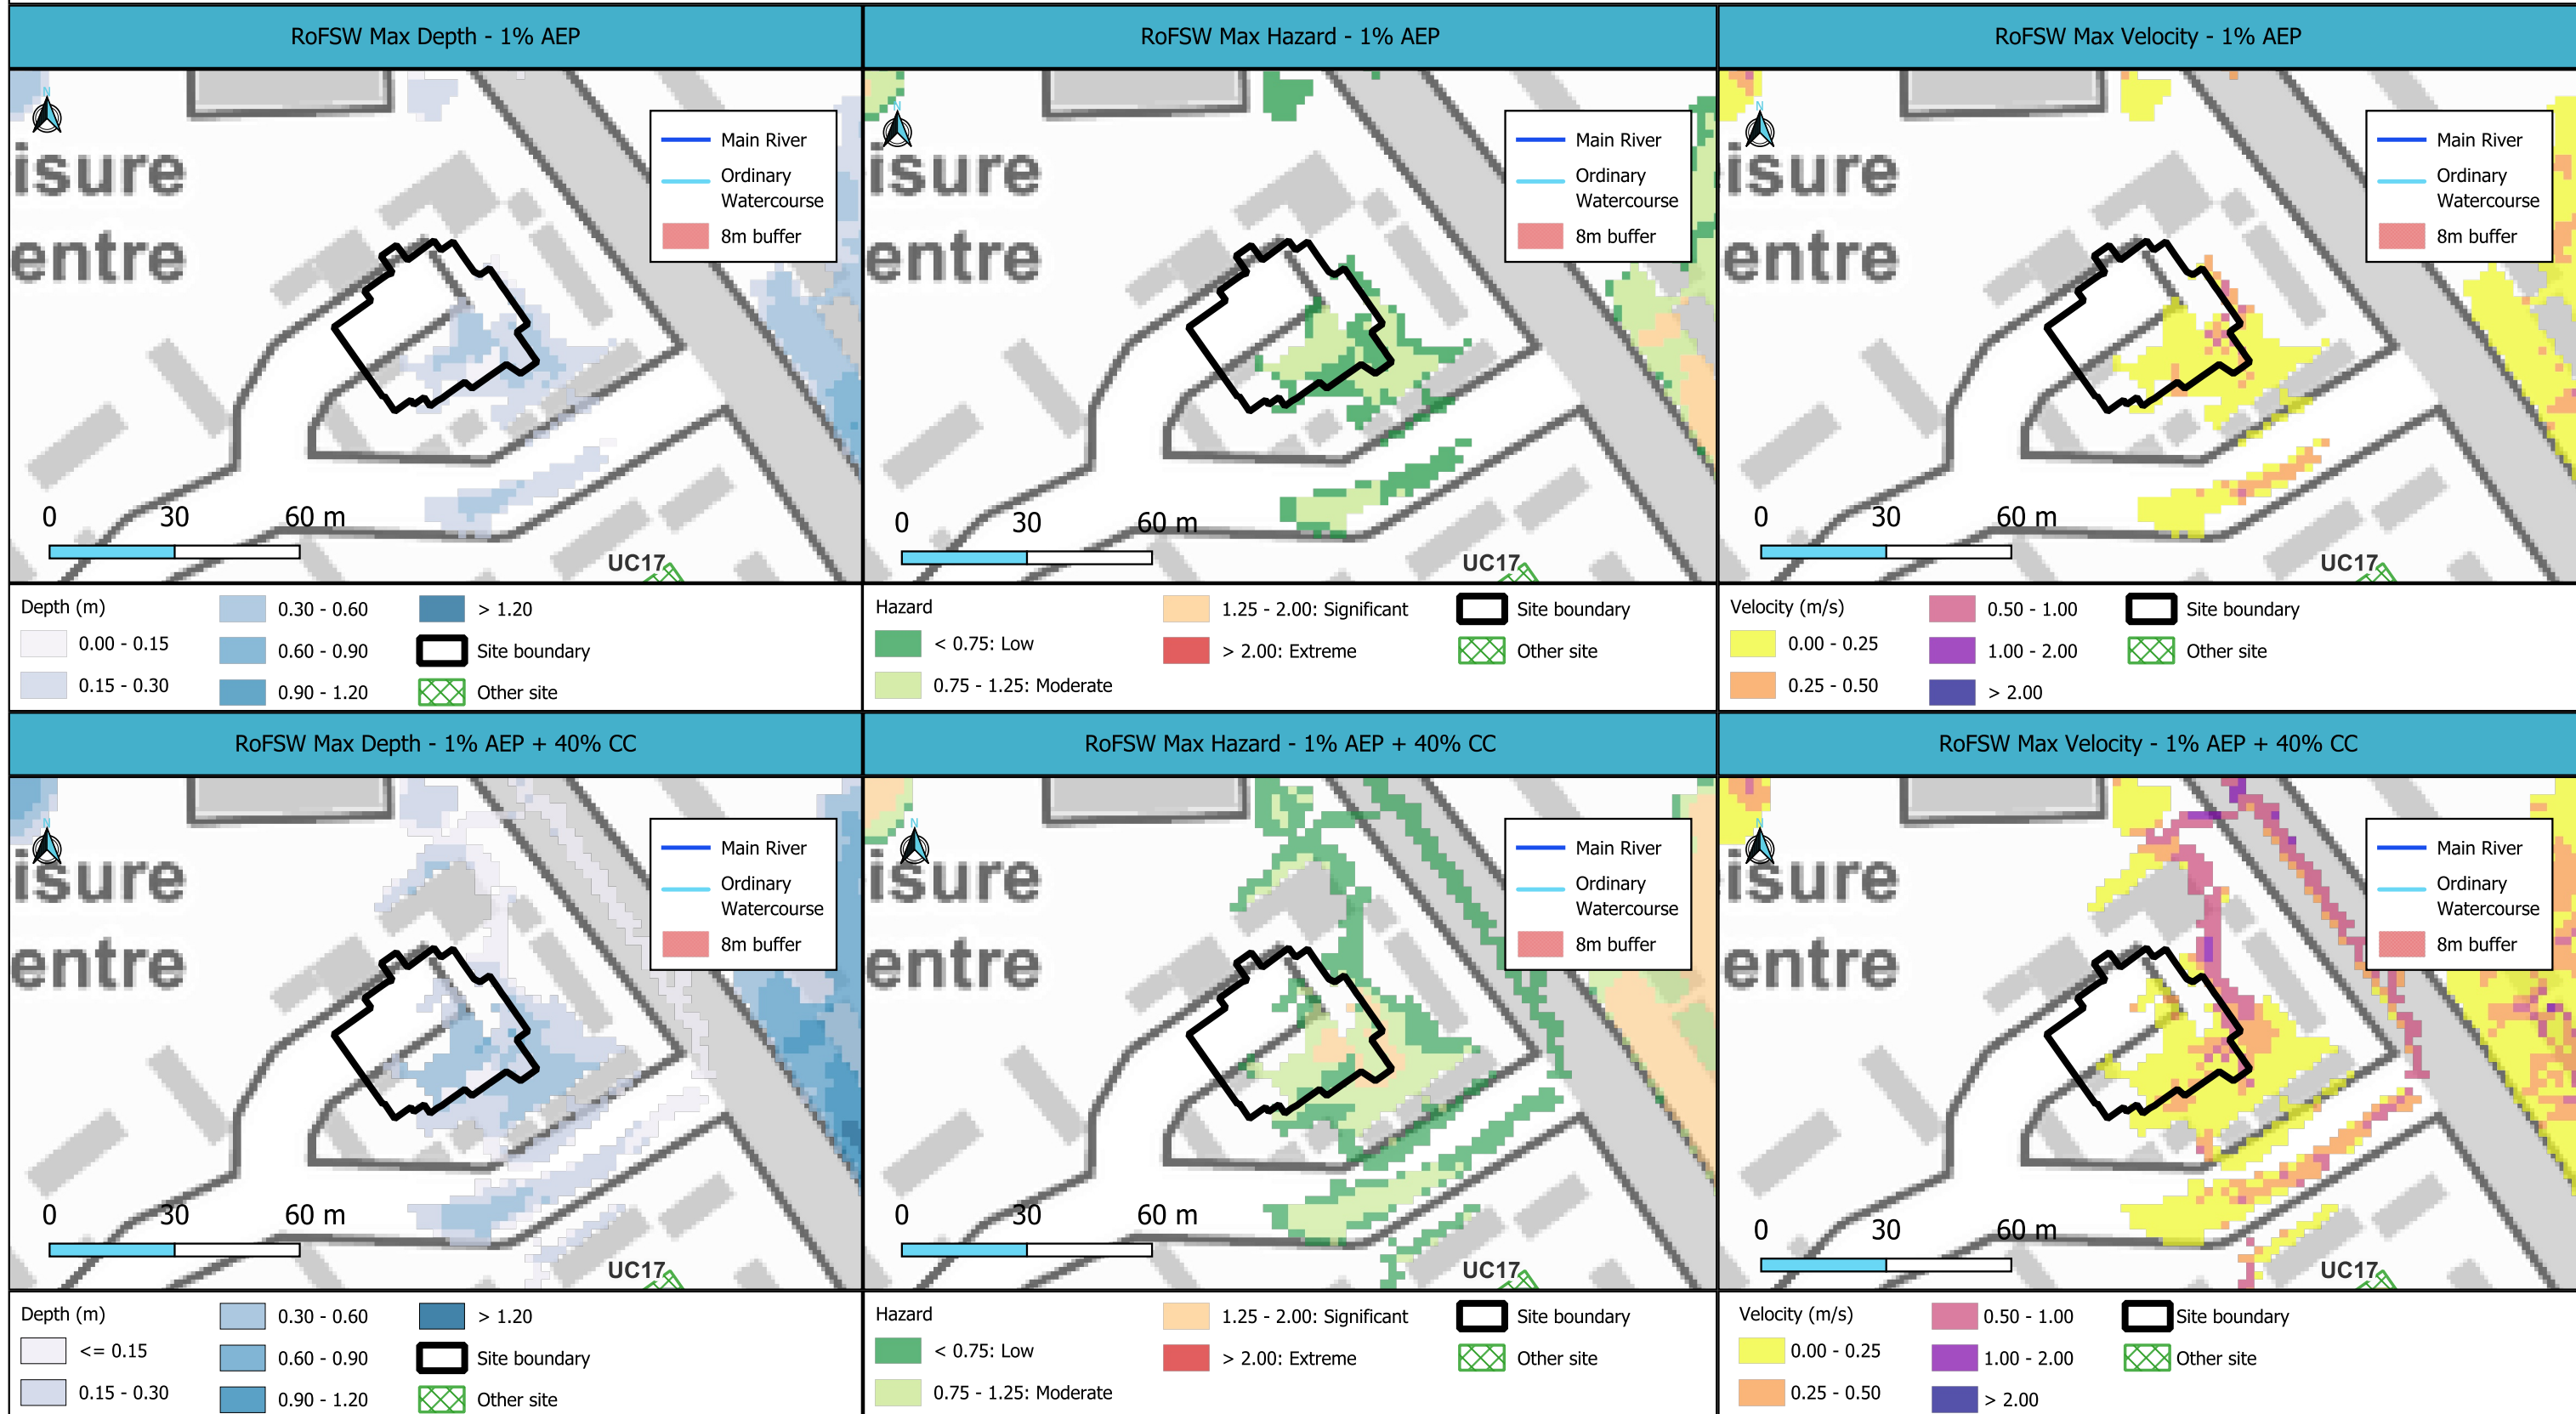 RoFSW Max Depth - 1% AEP
isure
entre
Main River
Ordinary
Watercourse
8m buffer
0 30 60 m
UC17
Depth (m)
0.00 - 0.15
0.15 - 0.30
0.30 - 0.60
0.60 - 0.90
0.90 - 1.20
> 1.20
Site boundary
Other site
RoFSW Max Hazard - 1% AEP
isure
entre
Main River
Ordinary
Watercourse
8m buffer
0 30 60 m
UC17
Hazard
< 0.75: Low
0.75 - 1.25: Moderate
1.25 - 2.00: Significant
> 2.00: Extreme
Site boundary
Other site
RoFSW Max Velocity - 1% AEP
isure
entre
Main River
Ordinary
Watercourse
8m buffer
0 30 60 m
UC17
Velocity (m/s)
0.00 - 0.25
0.25 - 0.50
0.50 - 1.00
1.00 - 2.00
> 2.00
Site boundary
Other site
RoFSW Max Depth - 1% AEP + 40% CC
isure
entre
Main River
Ordinary
Watercourse
8m buffer
0 30 60 m
UC17
Depth (m)
<= 0.15
0.15 - 0.30
0.30 - 0.60
0.60 - 0.90
0.90 - 1.20
> 1.20
Site boundary
Other site
RoFSW Max Hazard - 1% AEP + 40% CC
isure
entre
Main River
Ordinary
Watercourse
8m buffer
0 30 60 m
UC17
Hazard
< 0.75: Low
0.75 - 1.25: Moderate
1.25 - 2.00: Significant
> 2.00: Extreme
Site boundary
Other site
RoFSW Max Velocity - 1% AEP + 40% CC
isure
entre
Main River
Ordinary
Watercourse
8m buffer
0 30 60 m
UC17
Velocity (m/s)
0.00 - 0.25
0.25 - 0.50
0.50 - 1.00
1.00 - 2.00
> 2.00
Site boundary
Other site